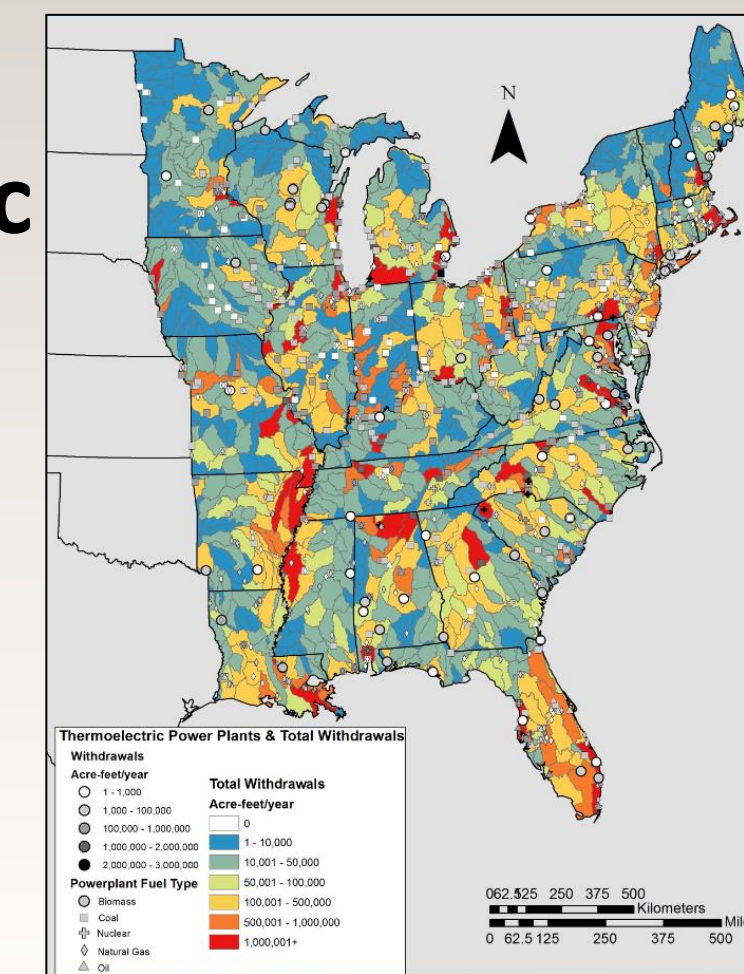 C
N
Thermoelectric Power Plants & Total Withdrawals
Withdrawals
Acre-feet/year
1 - 1,000
1,000 - 100,000
100,000 - 1,000,000
1,000,000 - 2,000,000
2,000,000 - 3,000,000
Powerplant Fuel Type
Biomass
Coal
Nuclear
Natural Gas
Oil
Total Withdrawals
Acre-feet/year
0
1 - 10,000
10,001 - 50,000
50,001 - 100,000
100,001 - 500,000
500,001 - 1,000,000
1,000,001+
062.5125 250 375 500
Kilometers
Mil
0 62.5 125 250 375 500